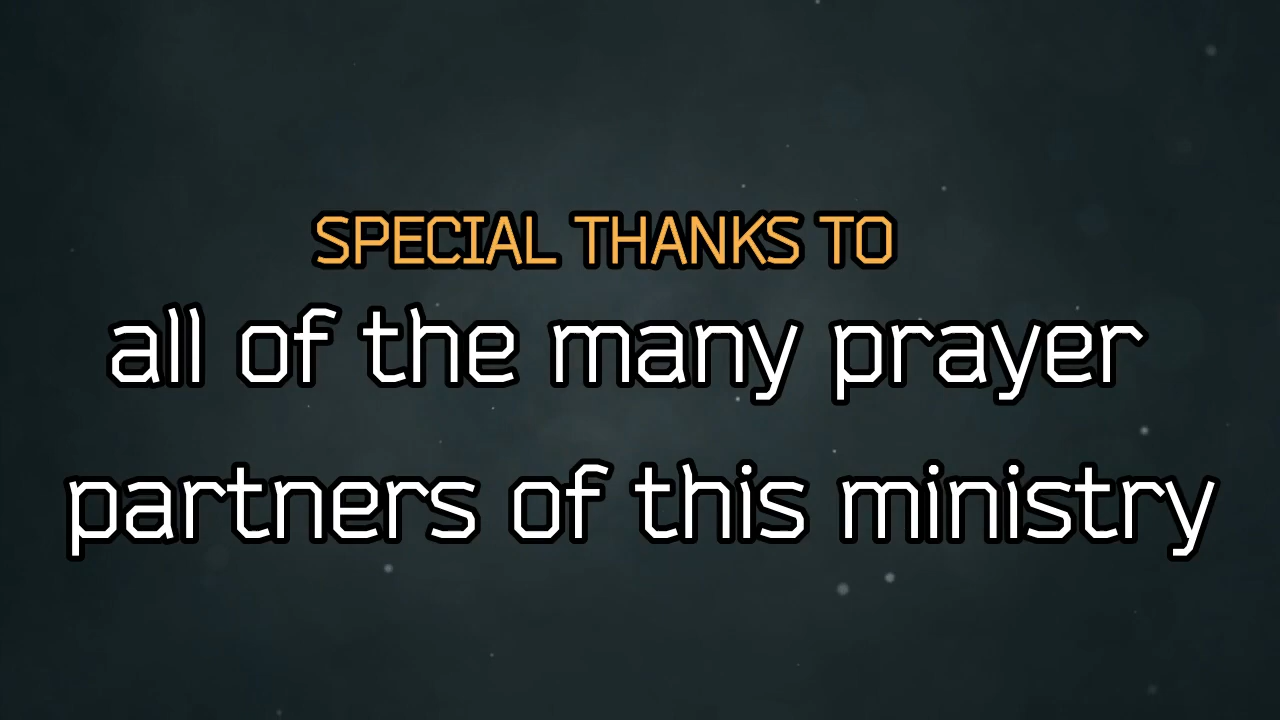 SPECIAL THANKS TO
all of the many prayer
partners of this ministry